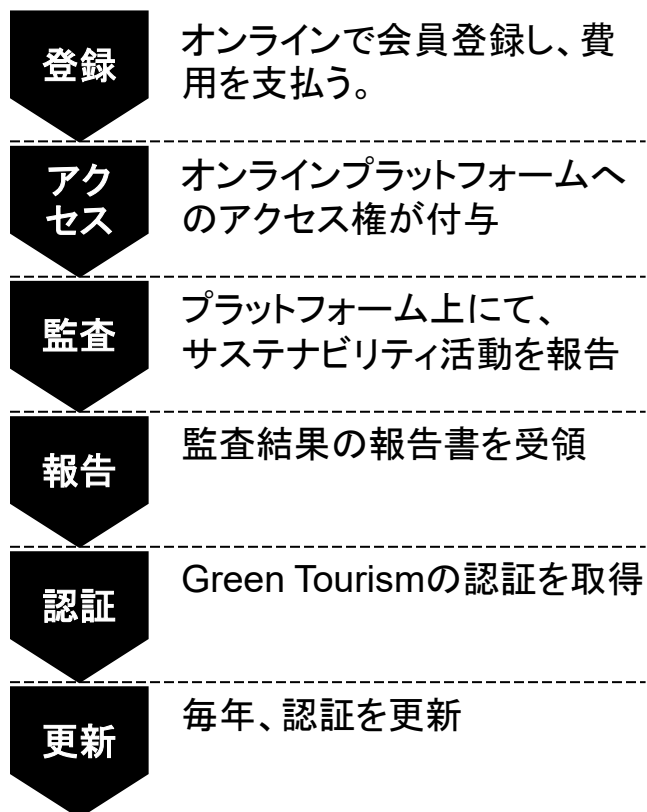 登録
オンラインで会員登録し、費
用を支払う。
アク
セス
オンラインプラットフォームへ
のアクセス権が付与
監査
プラットフォーム上にて、
サステナビリティ活動を報告
報告
監査結果の報告書を受領
認証
Green Tourismの認証を取得
更新
毎年、認証を更新